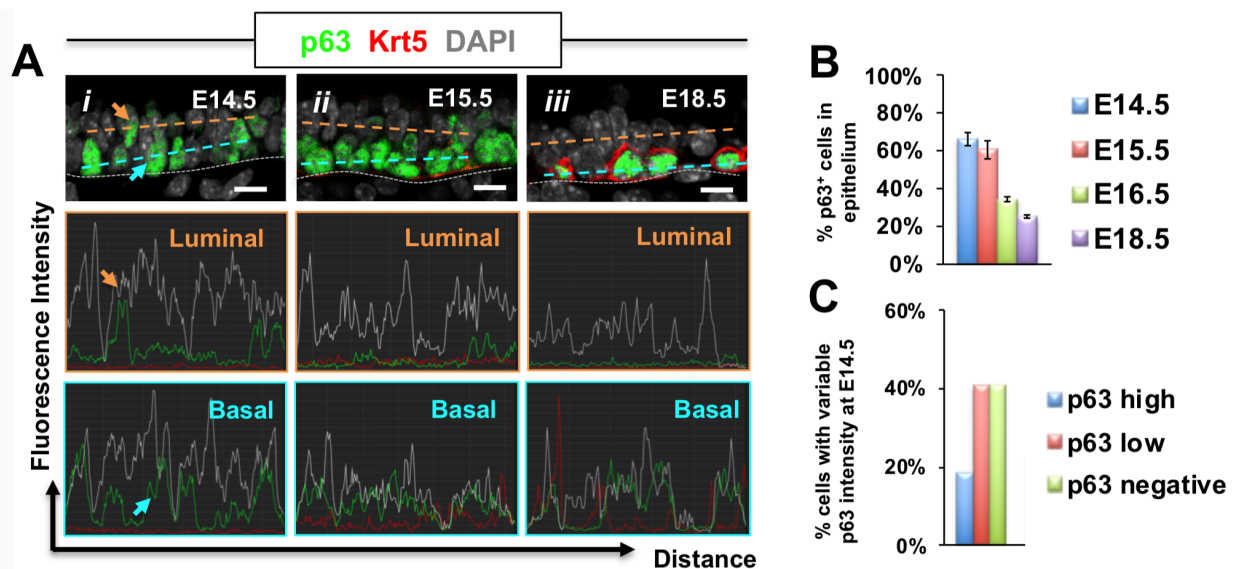 p63 Krt5 DAPI
A
i E14.5
ii E15.5
iii E18.5
Fluorescence Intensity
Luminal
Luminal
Luminal
Basal
Basal
Basal
Distance
B
% p63+ cells in
epithelium
100%
80%
60%
40%
20%
0%
E14.5
E15.5
E16.5
E18.5
C
% cells with variable
p63 intensity at E14.5
60%
40%
20%
0%
p63 high
p63 low
p63 negative